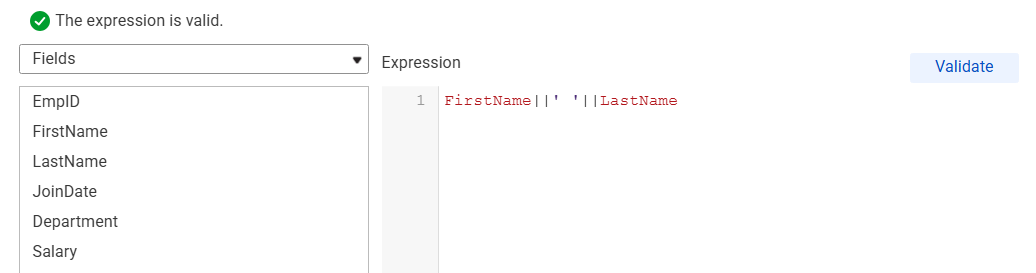 The expression is valid.
Fields
Expression
Validate
EmpID
FirstName
LastName
JoinDate
Department
Salary
1 FirstName||' '||LastName